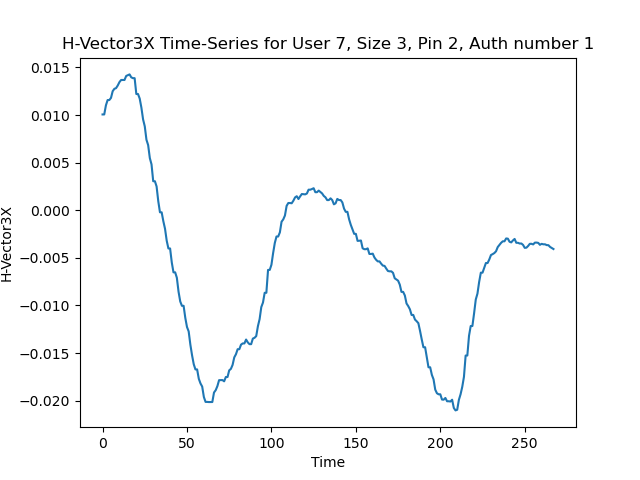 H-Vector3X Time-Series for User 7, Size 3, Pin 2, Auth number 1
0.015
0.010
0.005
0.000
−0.005
−0.010
−0.015
−0.020
H-Vector3X
0 50 100 150 200 250
Time